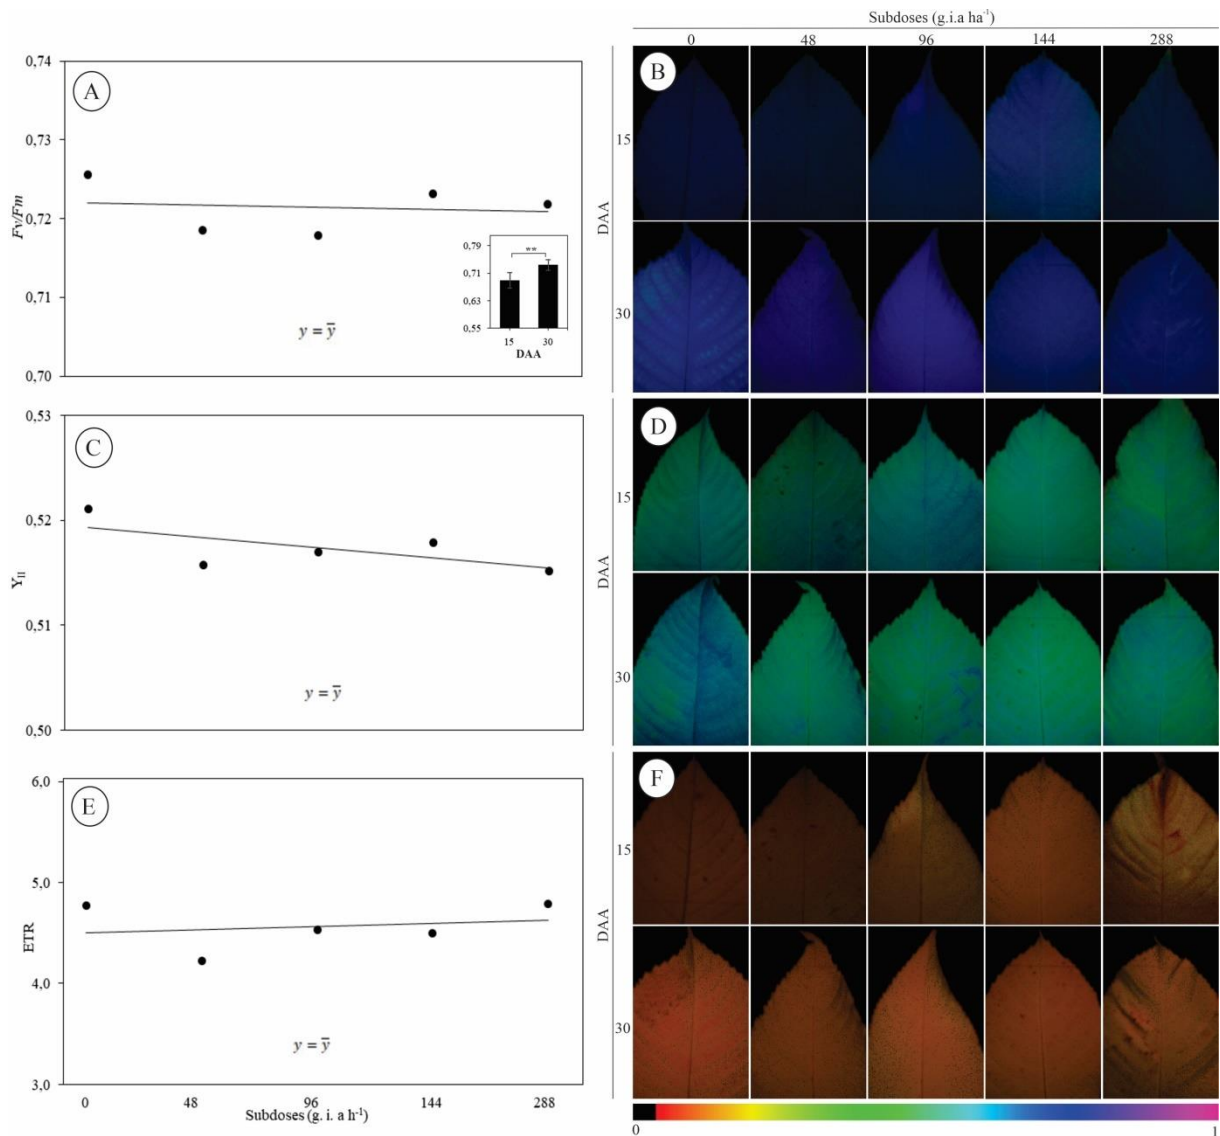 Subdoses (g.i.a ha⁻¹)
0 48 96 144 288
0,74
0,73
0,72
0,71
0,70
Fv/Fm
A
y = ȳ
0,79
0,71
0,63
0,55
**
15 30
DAA
B
DAA
15
30
0,53
0,52
0,51
0,50
Y_II
C
y = ȳ
D
DAA
15
30
6,0
5,0
4,0
3,0
ETR
E
y = ȳ
0 48 96 144 288
Subdoses (g. i. a h⁻¹)
F
DAA
15
30
0 1